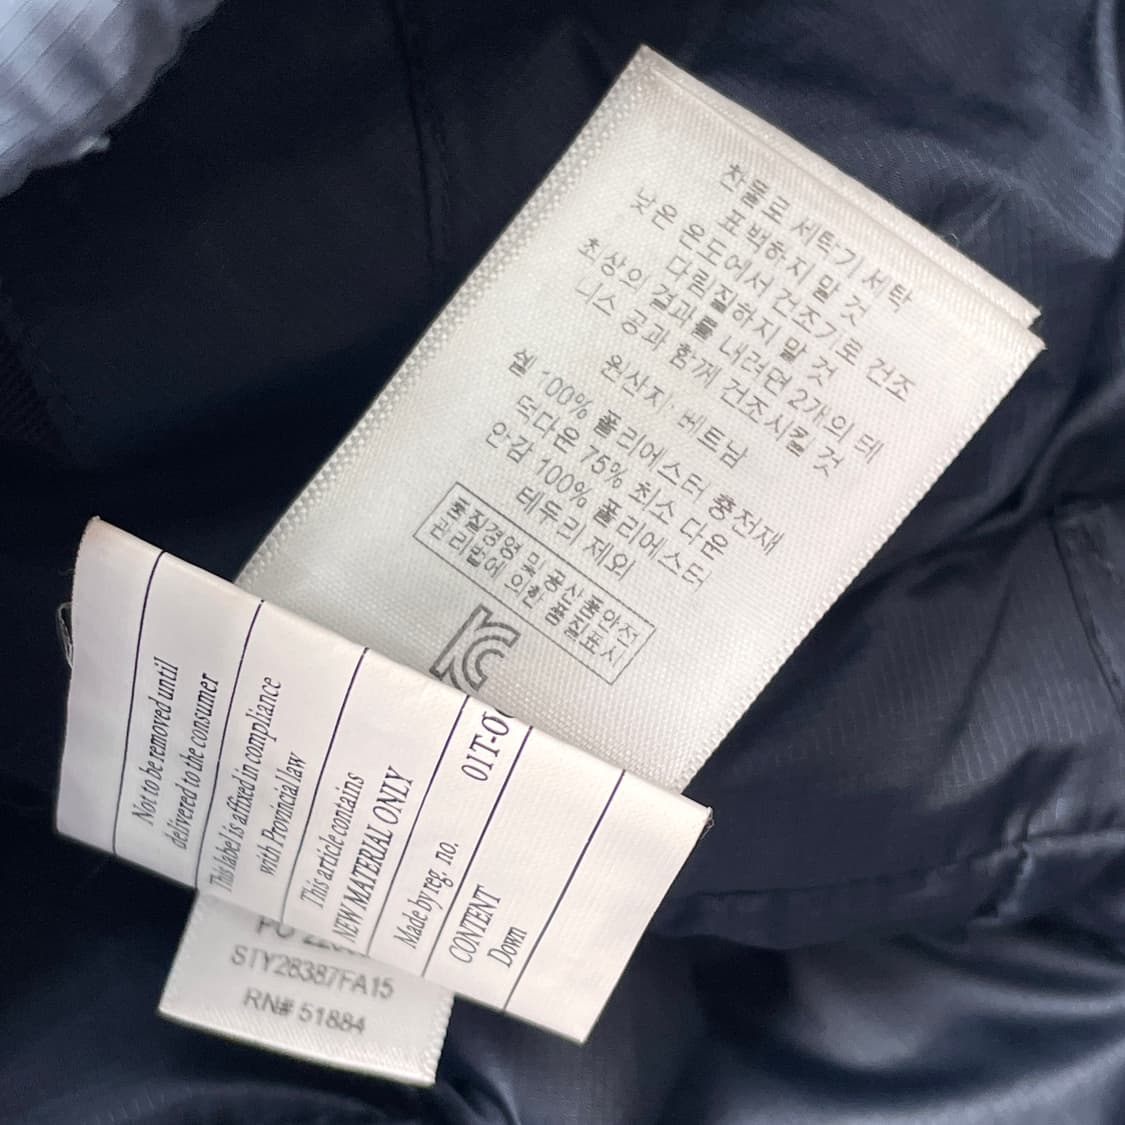 찬물로 세탁기 세탁
표백하지 말 것
낮은 온도에서 건조기로 건조
다림질하지 말 것
최상의 결과를 내려면 2개의 테
니스 공과 함께 건조시킬 것
원산지: 베트남
쉘 100% 폴리에스터 충전재
덕다운 75% 최소 다운
안감 100% 폴리에스터
테두리 제외
품질경영 및 공산품안전
관리법에 의한 품질표시
Not to be removed until
delivered to the consumer
This label is affixed in compliance
with Provincial law
This article contains
NEW MATERIAL ONLY
Made by reg. no. 01T-0
CONTENT
Down
STY28387FA15
RN# 51884